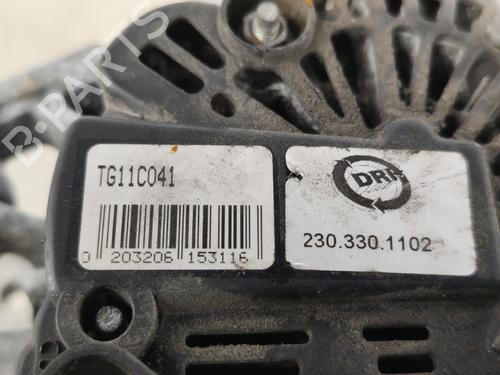 B-PARTS
TG11C041
0 203206 153116
DRI
230.330.1102